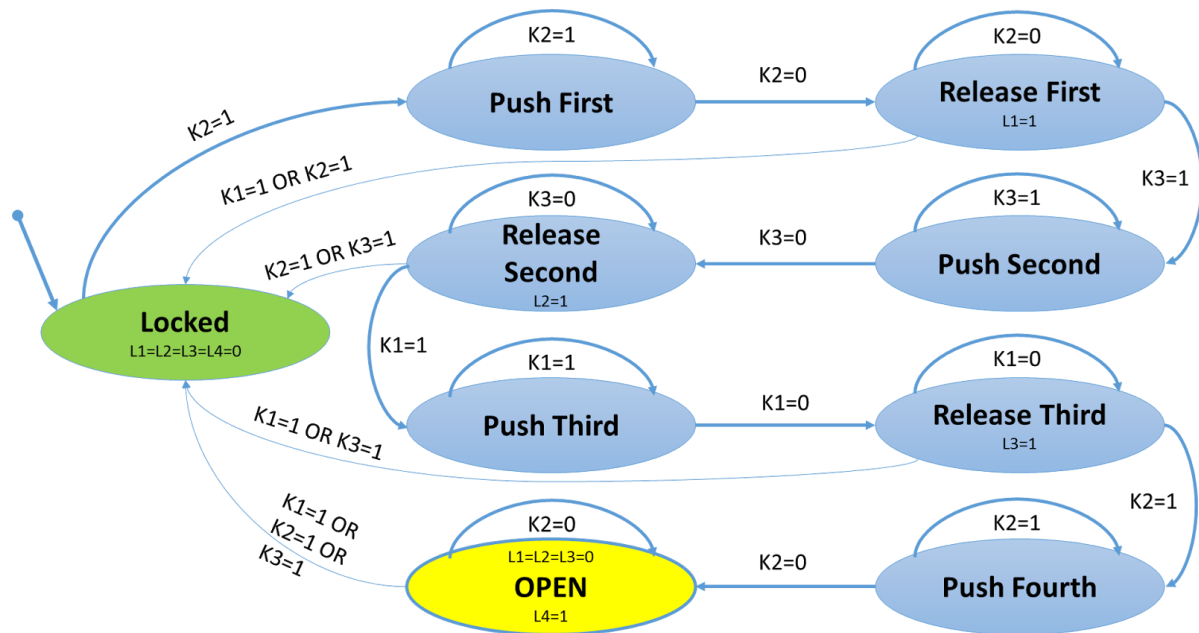 K2=1
K2=0
K2=0
Push First
Release First
L1=1
K2=1
K1=1 OR K2=1
K3=1
K3=0
K3=1
K3=0
Release
Second
L2=1
Push Second
K2=1 OR K3=1
Locked
L1=L2=L3=L4=0
K1=1
K1=1
K1=0
K1=0
Push Third
Release Third
L3=1
K1=1 OR K3=1
K2=1
K1=1 OR
K2=1 OR
K3=1
K2=0
K2=1
K2=0
L1=L2=L3=0
OPEN
L4=1
Push Fourth